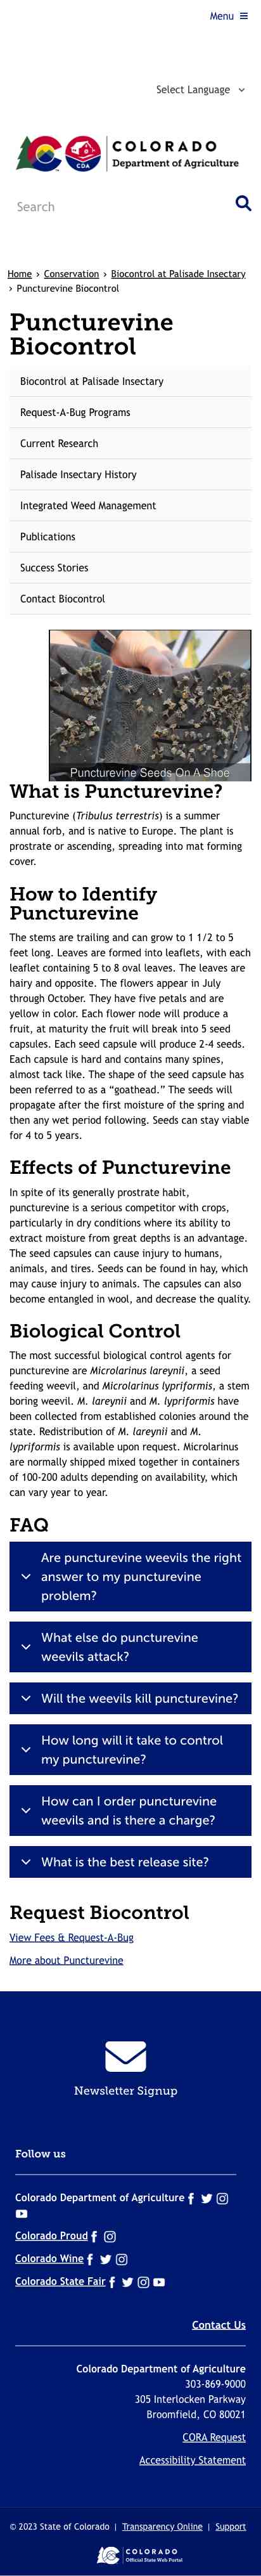 Menu
Select Language
CDA
COLORADO
Department of Agriculture
Search
Home › Conservation › Biocontrol at Palisade Insectary
› Puncturevine Biocontrol
Puncturevine
Biocontrol
Biocontrol at Palisade Insectary
Request-A-Bug Programs
Current Research
Palisade Insectary History
Integrated Weed Management
Publications
Success Stories
Contact Biocontrol
Puncturevine Seeds On A Shoe
What is Puncturevine?
Puncturevine (Tribulus terrestris) is a summer
annual forb, and is native to Europe. The plant is
prostrate or ascending, spreading into mat forming
cover.
How to Identify
Puncturevine
The stems are trailing and can grow to 1 1/2 to 5
feet long. Leaves are formed into leaflets, with each
leaflet containing 5 to 8 oval leaves. The leaves are
hairy and opposite. The flowers appear in July
through October. They have five petals and are
yellow in color. Each flower node will produce a
fruit, at maturity the fruit will break into 5 seed
capsules. Each seed capsule will produce 2-4 seeds.
Each capsule is hard and contains many spines,
almost tack like. The shape of the seed capsule has
been referred to as a “goathead.” The seeds will
propagate after the first moisture of the spring and
then any wet period following. Seeds can stay viable
for 4 to 5 years.
Effects of Puncturevine
In spite of its generally prostrate habit,
puncturevine is a serious competitor with crops,
particularly in dry conditions where its ability to
extract moisture from great depths is an advantage.
The seed capsules can cause injury to humans,
animals, and tires. Seeds can be found in hay, which
may cause injury to animals. The capsules can also
become entangled in wool, and decrease the quality.
Biological Control
The most successful biological control agents for
puncturevine are Microlarinus lareynii, a seed
feeding weevil, and Microlarinus lypriformis, a stem
boring weevil. M. lareynii and M. lypriformis have
been collected from established colonies around the
state. Redistribution of M. lareynii and M.
lypriformis is available upon request. Microlarinus
are normally shipped mixed together in containers
of 100-200 adults depending on availability, which
can vary year to year.
FAQ
Are puncturevine weevils the right
answer to my puncturevine
problem?
What else do puncturevine
weevils attack?
Will the weevils kill puncturevine?
How long will it take to control
my puncturevine?
How can I order puncturevine
weevils and is there a charge?
What is the best release site?
Request Biocontrol
View Fees & Request-A-Bug
More about Puncturevine
Newsletter Signup
Follow us
Colorado Department of Agriculture
Colorado Proud
Colorado Wine
Colorado State Fair
Contact Us
Colorado Department of Agriculture
303-869-9000
305 Interlocken Parkway
Broomfield, CO 80021
CORA Request
Accessibility Statement
© 2023 State of Colorado | Transparency Online | Support
COLORADO
Official State Web Portal